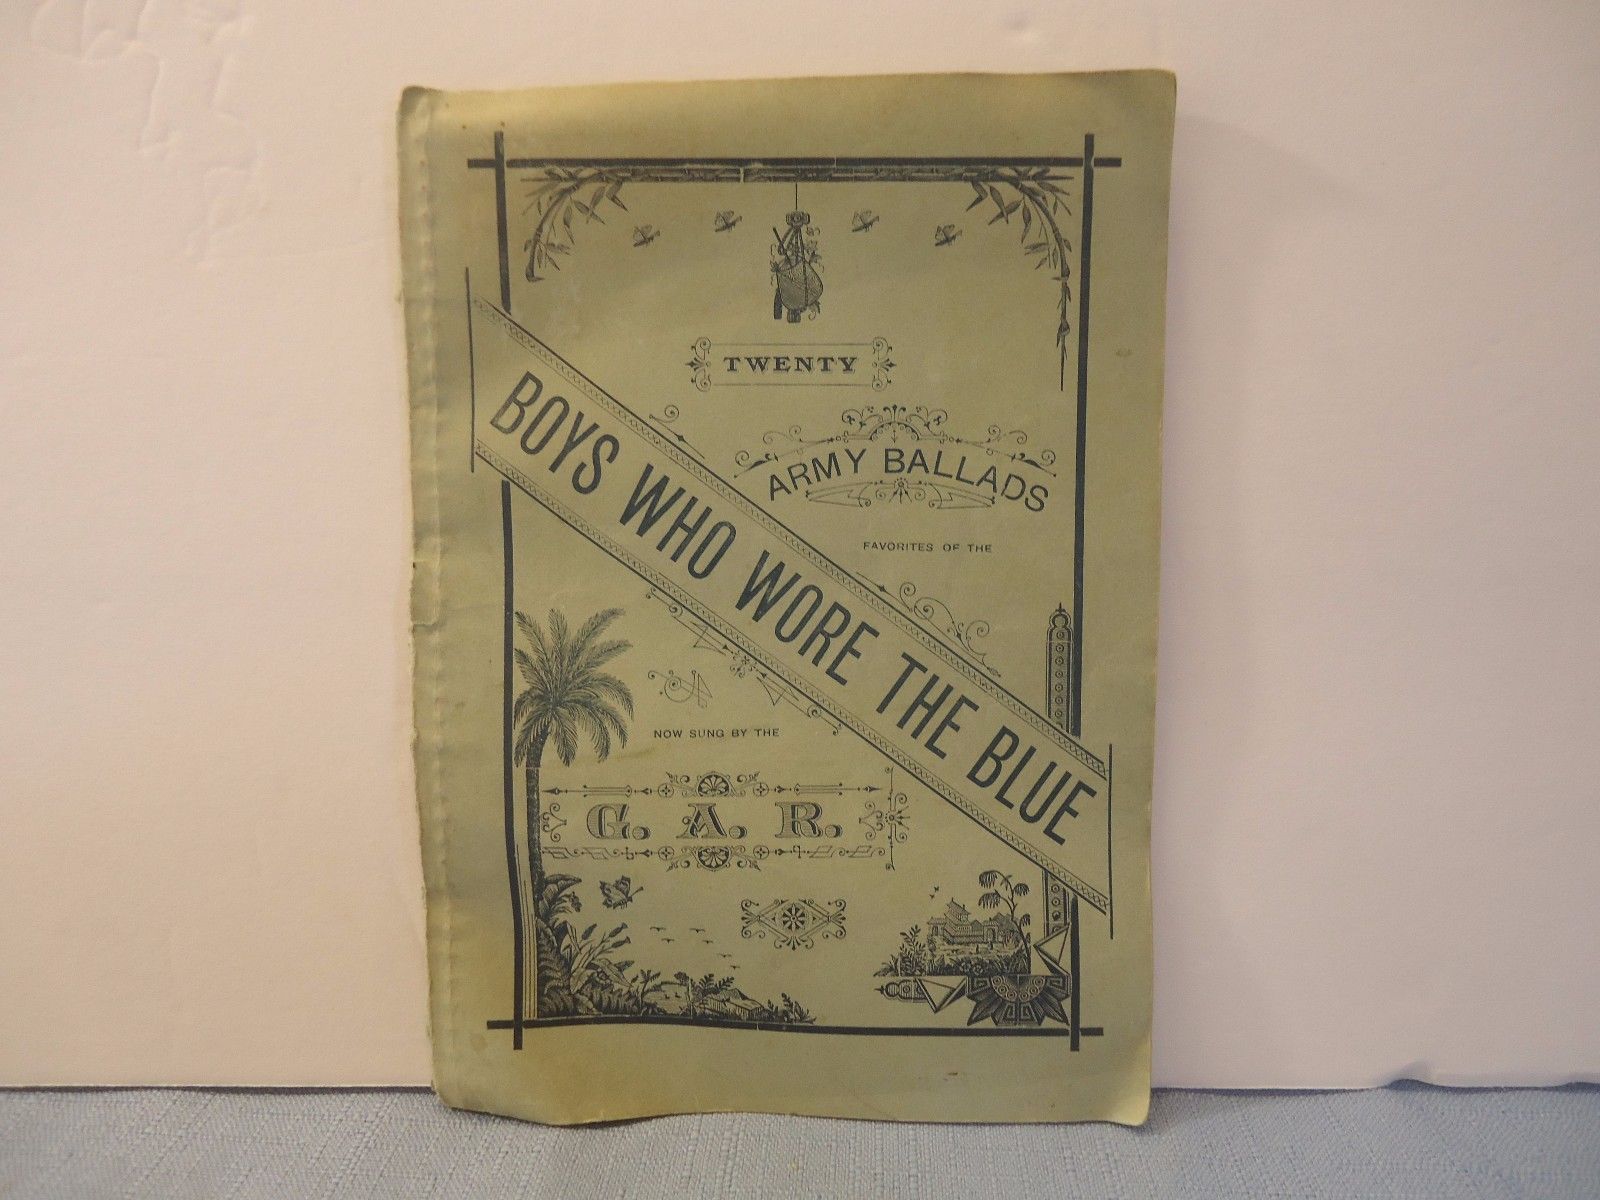 TWENTY
ARMY BALLADS
FAVORITES OF THE
BOYS WHO WORE THE BLUE
NOW SUNG BY THE
G. A. R.